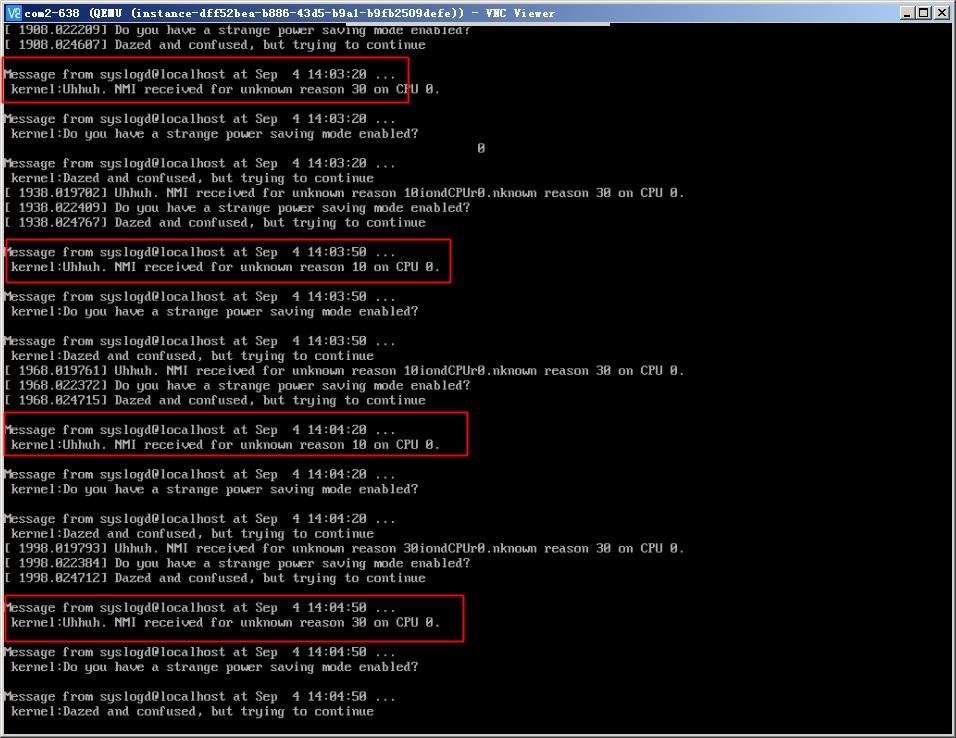 com2-638 (QEMU (instance-dff52bea-b886-43d5-b9a1-b9fb2509defe)) - VNC Viewer
[ 1908.022209] Do you have a strange power saving mode enabled?
[ 1908.024607] Dazed and confused, but trying to continue
Message from syslogd@localhost at Sep  4 14:03:20 ...
kernel:Uhhuh. NMI received for unknown reason 30 on CPU 0.
Message from syslogd@localhost at Sep  4 14:03:20 ...
kernel:Do you have a strange power saving mode enabled?
0
Message from syslogd@localhost at Sep  4 14:03:20 ...
kernel:Dazed and confused, but trying to continue
[ 1938.019702] Uhhuh. NMI received for unknown reason 10iondCPUr0.nknown reason 30 on CPU 0.
[ 1938.022409] Do you have a strange power saving mode enabled?
[ 1938.024767] Dazed and confused, but trying to continue
Message from syslogd@localhost at Sep  4 14:03:50 ...
kernel:Uhhuh. NMI received for unknown reason 10 on CPU 0.
Message from syslogd@localhost at Sep  4 14:03:50 ...
kernel:Do you have a strange power saving mode enabled?
Message from syslogd@localhost at Sep  4 14:03:50 ...
kernel:Dazed and confused, but trying to continue
[ 1968.019761] Uhhuh. NMI received for unknown reason 10iondCPUr0.nknown reason 30 on CPU 0.
[ 1968.022372] Do you have a strange power saving mode enabled?
[ 1968.024715] Dazed and confused, but trying to continue
Message from syslogd@localhost at Sep  4 14:04:20 ...
kernel:Uhhuh. NMI received for unknown reason 10 on CPU 0.
Message from syslogd@localhost at Sep  4 14:04:20 ...
kernel:Do you have a strange power saving mode enabled?
Message from syslogd@localhost at Sep  4 14:04:20 ...
kernel:Dazed and confused, but trying to continue
[ 1998.019793] Uhhuh. NMI received for unknown reason 30iondCPUr0.nknown reason 30 on CPU 0.
[ 1998.022384] Do you have a strange power saving mode enabled?
[ 1998.024712] Dazed and confused, but trying to continue
Message from syslogd@localhost at Sep  4 14:04:50 ...
kernel:Uhhuh. NMI received for unknown reason 30 on CPU 0.
Message from syslogd@localhost at Sep  4 14:04:50 ...
kernel:Do you have a strange power saving mode enabled?
Message from syslogd@localhost at Sep  4 14:04:50 ...
kernel:Dazed and confused, but trying to continue